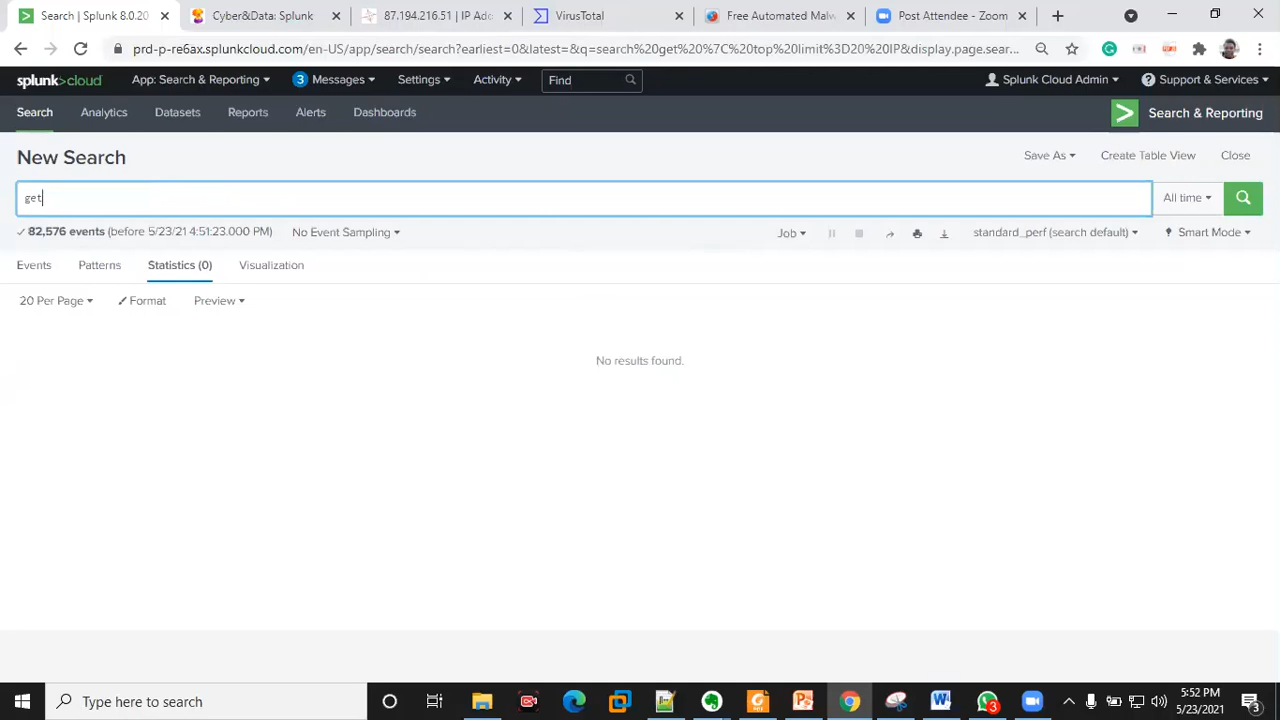 Search | Splunk 8.0.20
Cyber&Data: Splunk
87.194.216.51 | IP Ado
VirusTotal
Free Automated Malw
Post Attendee - Zoom
prd-p-re6ax.splunkcloud.com/en-US/app/search/search?earliest=0&latest=&q=search%20get%20%7C%20top%20limit%3D20%20IP&display.page.sear...
splunk>cloud
App: Search & Reporting
3 Messages
Settings
Activity
Find
Splunk Cloud Admin
Support & Services
Search
Analytics
Datasets
Reports
Alerts
Dashboards
> Search & Reporting
New Search
Save As
Create Table View
Close
get
All time
82,576 events (before 5/23/21 4:51:23.000 PM)
No Event Sampling
Job
standard_perf (search default)
Smart Mode
Events
Patterns
Statistics (0)
Visualization
20 Per Page
Format
Preview
No results found.
Type here to search
3
5:52 PM
5/23/2021
3